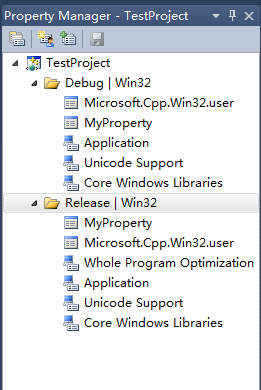 Property Manager - TestProject
TestProject
Debug | Win32
Microsoft.Cpp.Win32.user
MyProperty
Application
Unicode Support
Core Windows Libraries
Release | Win32
MyProperty
Microsoft.Cpp.Win32.user
Whole Program Optimization
Application
Unicode Support
Core Windows Libraries